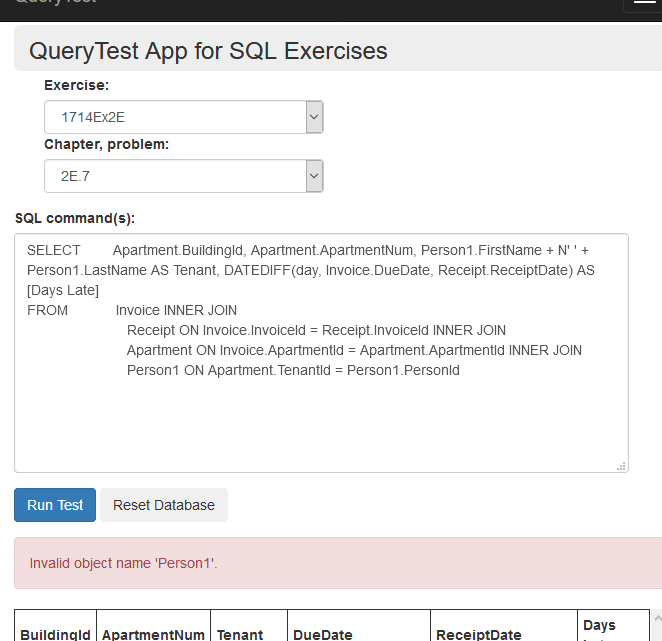 QueryTest App for SQL Exercises
Exercise:
1714Ex2E
Chapter, problem:
2E.7
SQL command(s):
SELECT Apartment.BuildingId, Apartment.ApartmentNum, Person1.FirstName + N' ' +
Person1.LastName AS Tenant, DATEDIFF(day, Invoice.DueDate, Receipt.ReceiptDate) AS
[Days Late]
FROM Invoice INNER JOIN
Receipt ON Invoice.InvoiceId = Receipt.InvoiceId INNER JOIN
Apartment ON Invoice.ApartmentId = Apartment.ApartmentId INNER JOIN
Person1 ON Apartment.TenantId = Person1.PersonId
Run Test Reset Database
Invalid object name 'Person1'.
BuildingId ApartmentNum Tenant DueDate ReceiptDate Days